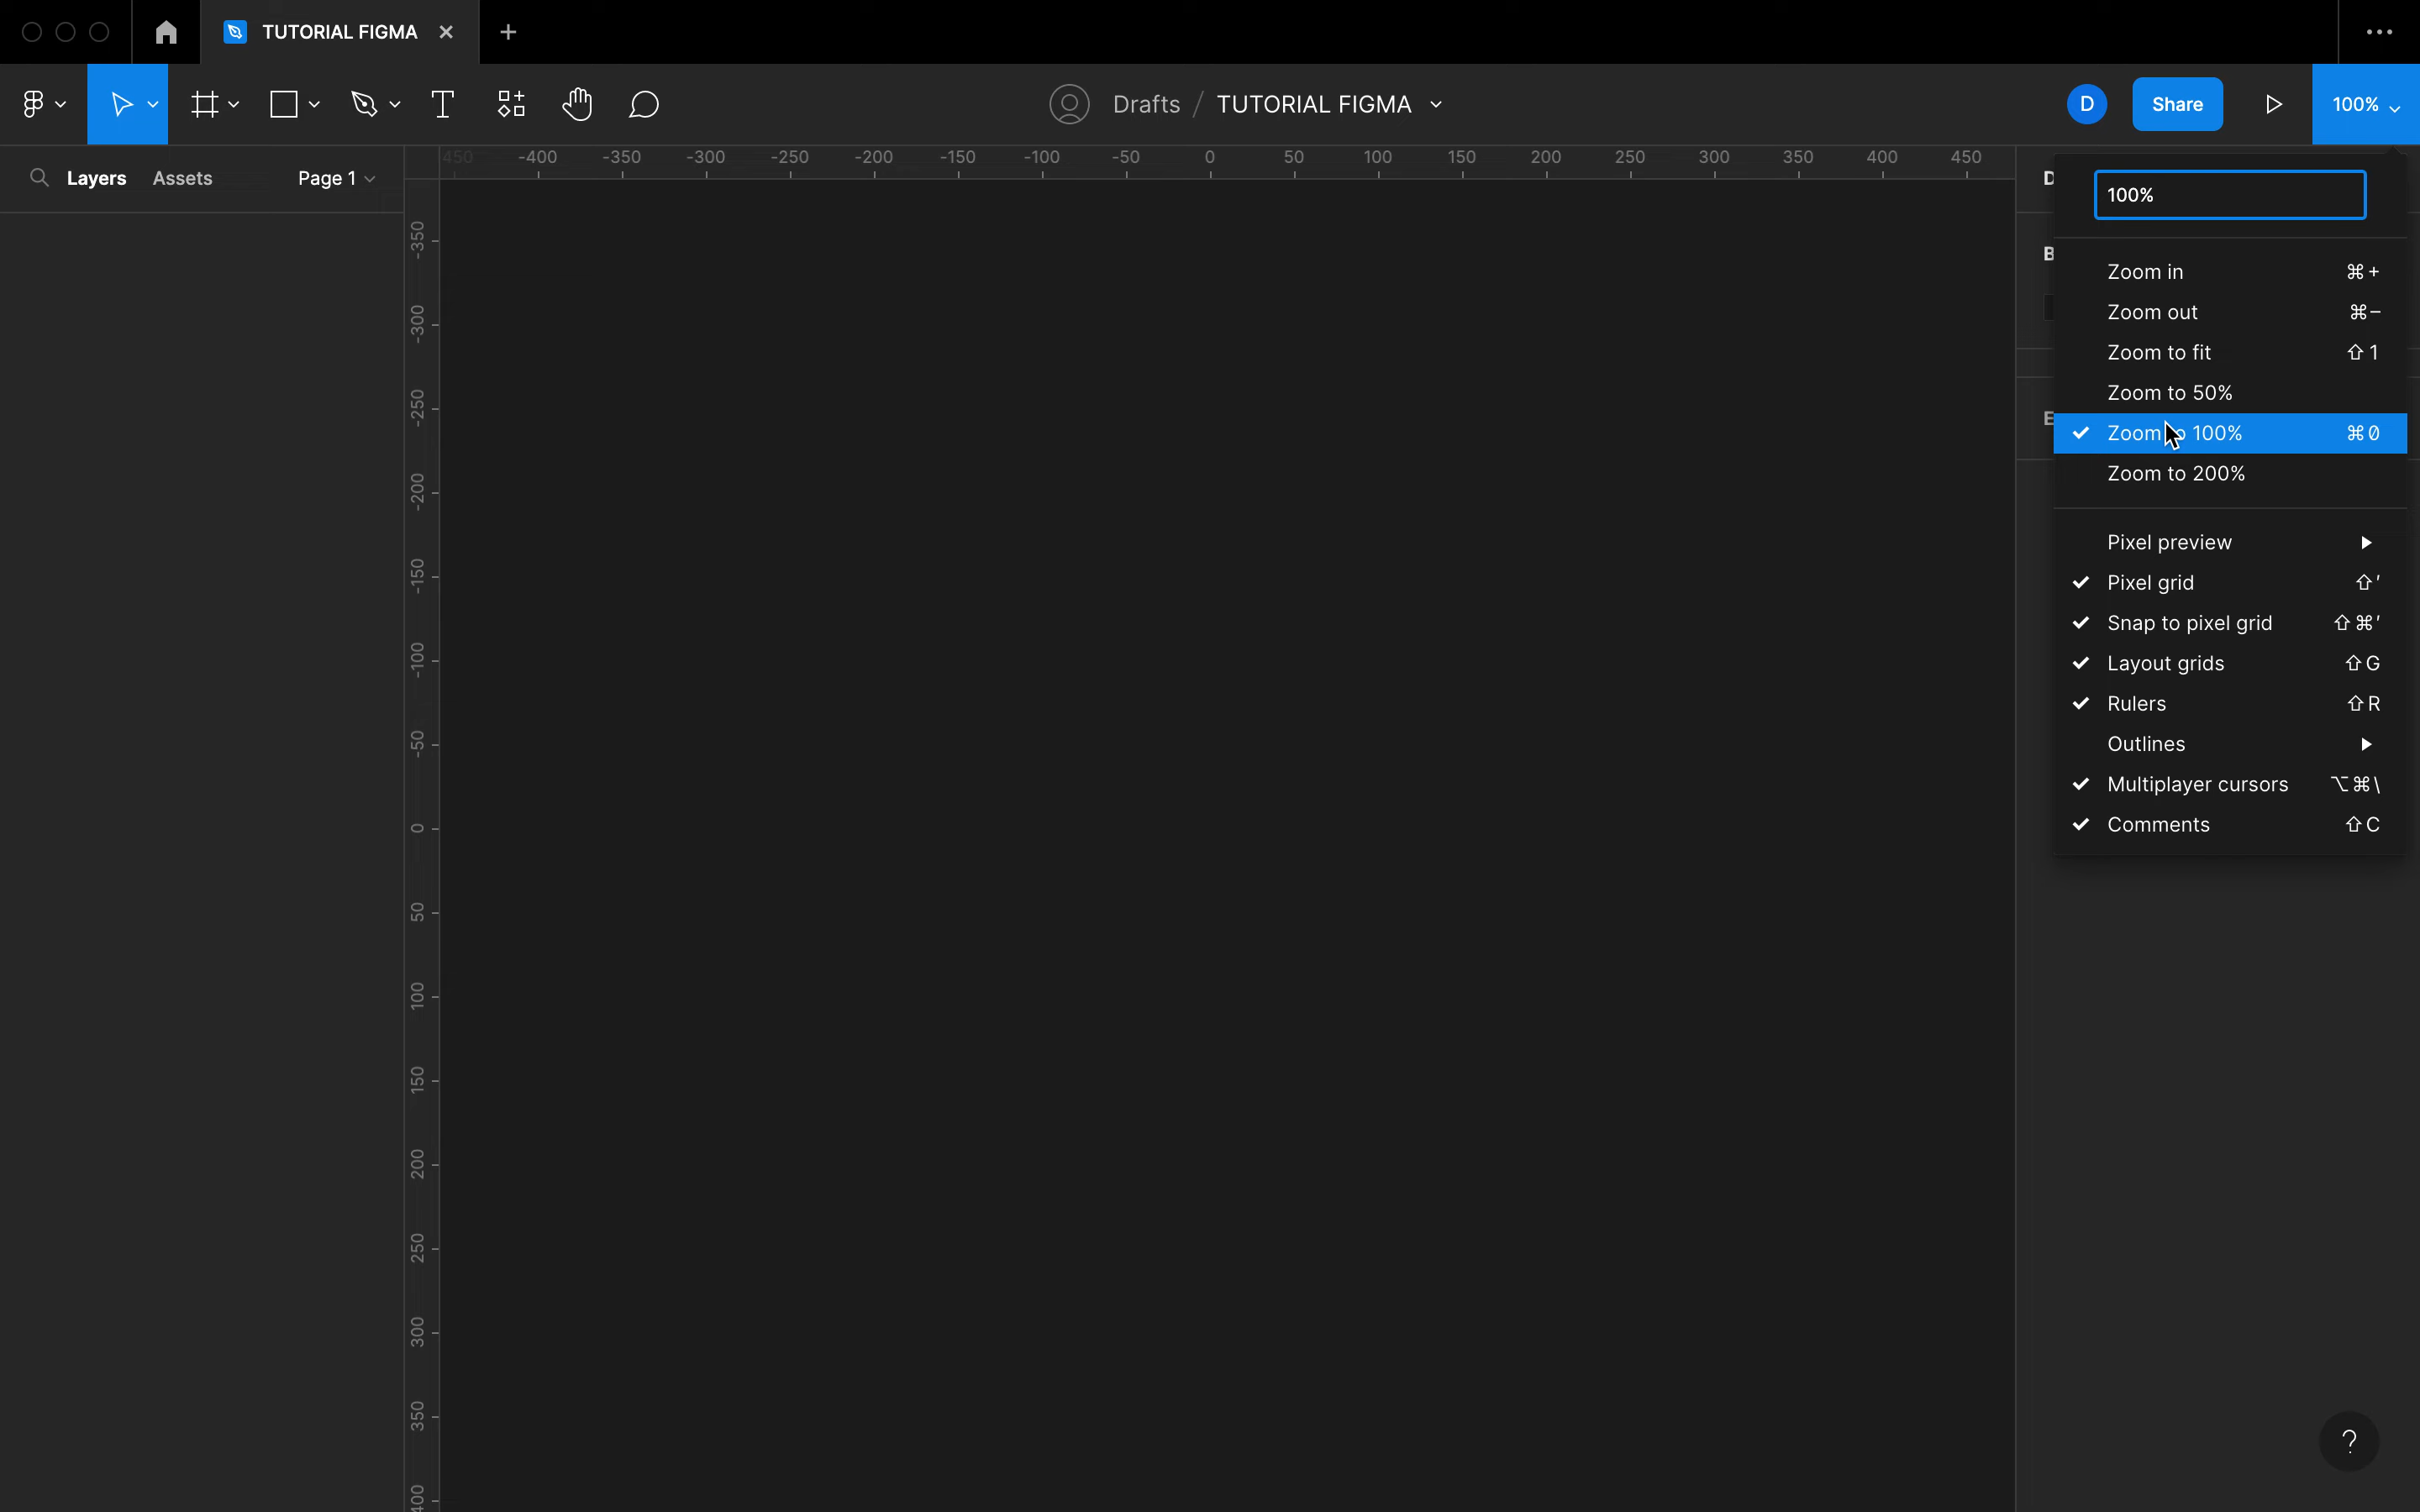 TUTORIAL FIGMA
Drafts / TUTORIAL FIGMA
D
Share
100%
Layers Assets Page 1
450 -400 -350 -300 -250 -200 -150 -100 -50 0 50 100 150 200 250 300 350 400 450
-350
-300
-250
-200
-150
-100
-50
0
50
100
150
200
250
300
350
400
D
100%
B
Zoom in ⌘+
Zoom out ⌘−
Zoom to fit ⇧1
Zoom to 50%
E
Zoom to 100% ⌘0
Zoom to 200%
Pixel preview
Pixel grid ⇧'
Snap to pixel grid ⇧⌘'
Layout grids ⇧G
Rulers ⇧R
Outlines
Multiplayer cursors ⌥⌘\
Comments ⇧C
?